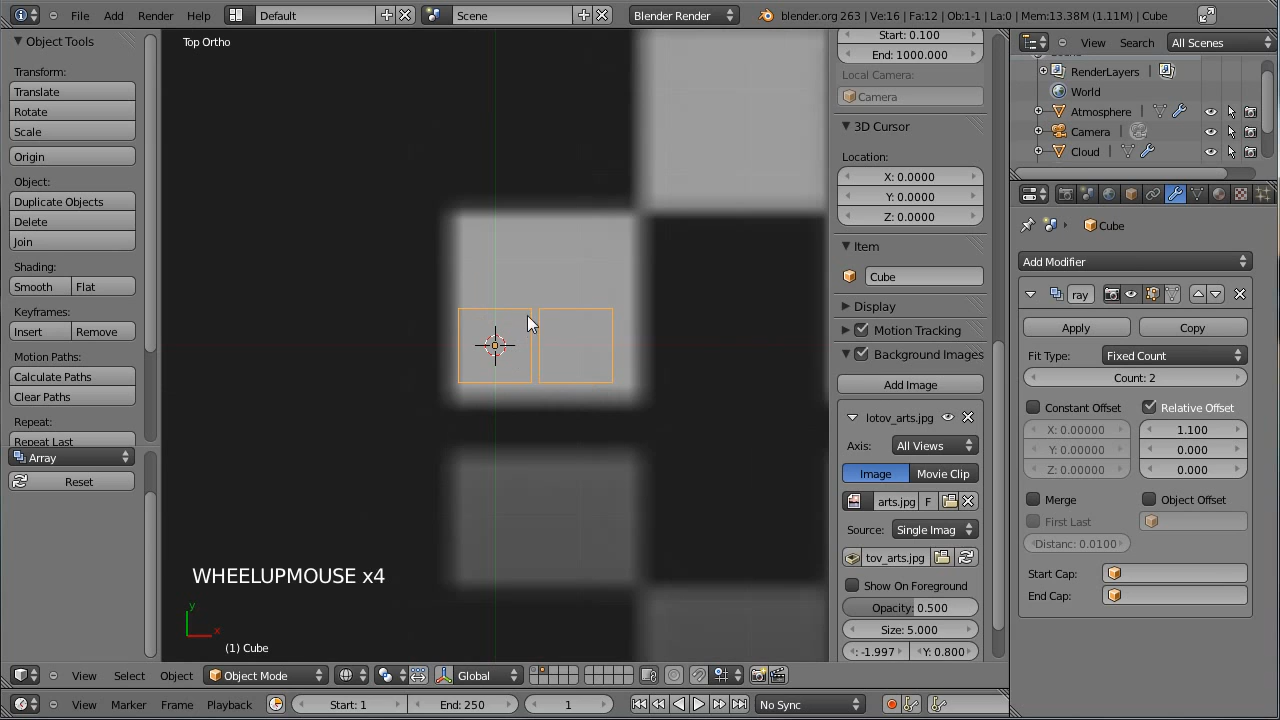 File Add Render Help Default Scene Blender Render blender.org 263 | Ve:16 | Fa:12 | Ob:1-1 | La:0 | Mem:13.38M (1.11M) | Cube
Object Tools
Transform:
Translate
Rotate
Scale
Origin
Object:
Duplicate Objects
Delete
Join
Shading:
Smooth Flat
Keyframes:
Insert Remove
Motion Paths:
Calculate Paths
Clear Paths
Repeat:
Repeat Last
Array
Reset
Top Ortho
WHEELUPMOUSE x4
y
x
(1) Cube
Start: 0.100
End: 1000.000
Local Camera:
Camera
3D Cursor
Location:
X: 0.0000
Y: 0.0000
Z: 0.0000
Item
Cube
Display
Motion Tracking
Background Images
Add Image
lotov_arts.jpg
Axis: All Views
Image Movie Clip
arts.jpg F
Source: Single Imag
tov_arts.jpg
Show On Foreground
Opacity: 0.500
Size: 5.000
: -1.997 Y: 0.800
View Search All Scenes
RenderLayers
World
Atmosphere
Camera
Cloud
Cube
Add Modifier
ray
Apply Copy
Fit Type: Fixed Count
Count: 2
Constant Offset Relative Offset
X: 0.00000 1.100
Y: 0.00000 0.000
Z: 0.00000 0.000
Merge Object Offset
First Last
Distanc: 0.0100
Start Cap:
End Cap:
View Select Object Object Mode Global
View Marker Frame Playback Start: 1 End: 250 1 No Sync